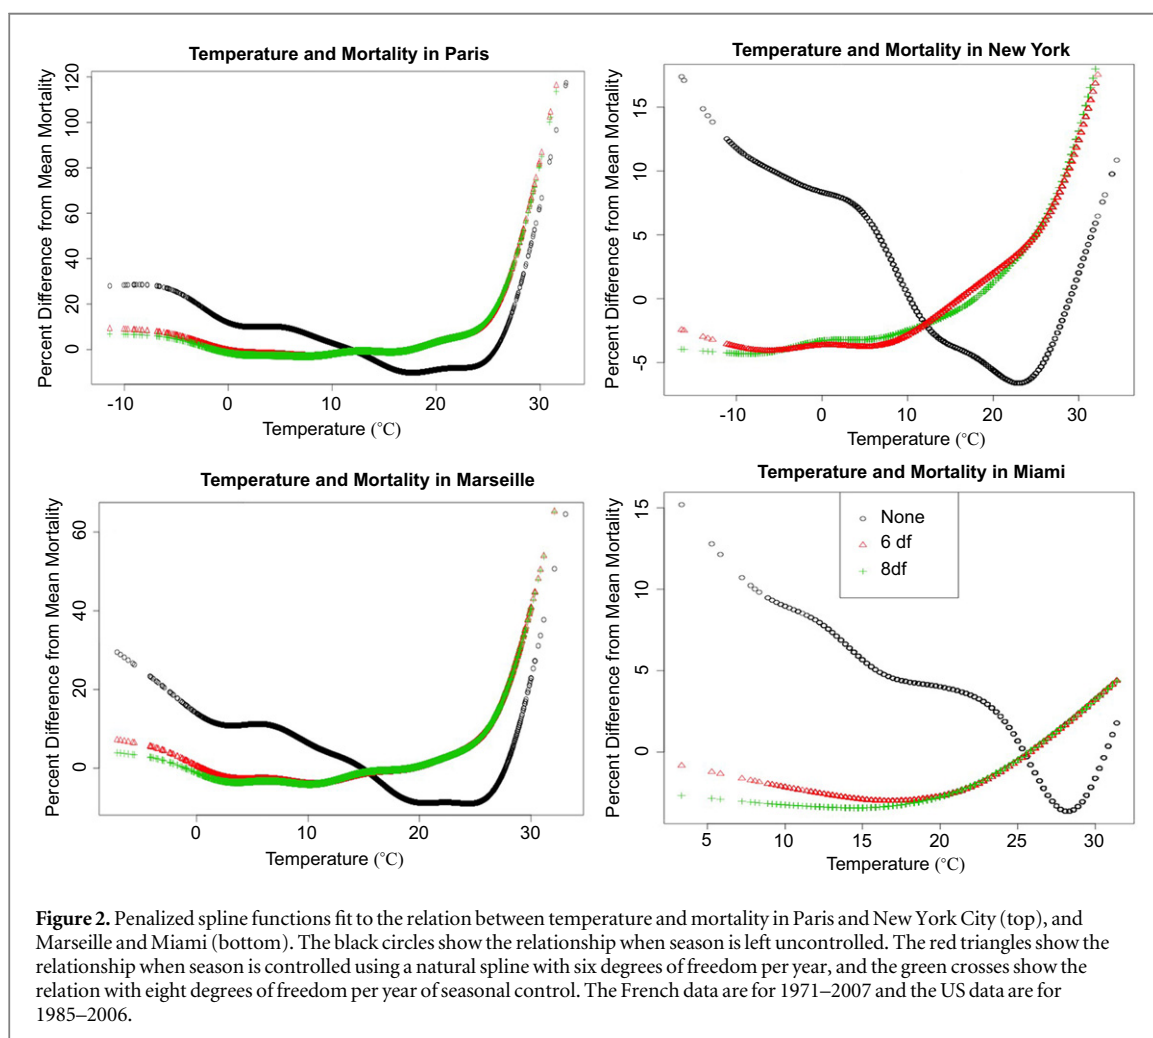 Temperature and Mortality in Paris
Percent Difference from Mean Mortality
120
100
80
60
40
20
0
-10 0 10 20 30
Temperature (°C)
Temperature and Mortality in New York
Percent Difference from Mean Mortality
15
10
5
0
-5
-10 0 10 20 30
Temperature (°C)
Temperature and Mortality in Marseille
Percent Difference from Mean Mortality
60
40
20
0
0 10 20 30
Temperature (°C)
Temperature and Mortality in Miami
Percent Difference from Mean Mortality
15
10
5
0
None
6 df
8df
5 10 15 20 25 30
Temperature (°C)
Figure 2. Penalized spline functions fit to the relation between temperature and mortality in Paris and New York City (top), and
Marseille and Miami (bottom). The black circles show the relationship when season is left uncontrolled. The red triangles show the
relationship when season is controlled using a natural spline with six degrees of freedom per year, and the green crosses show the
relation with eight degrees of freedom per year of seasonal control. The French data are for 1971–2007 and the US data are for
1985–2006.